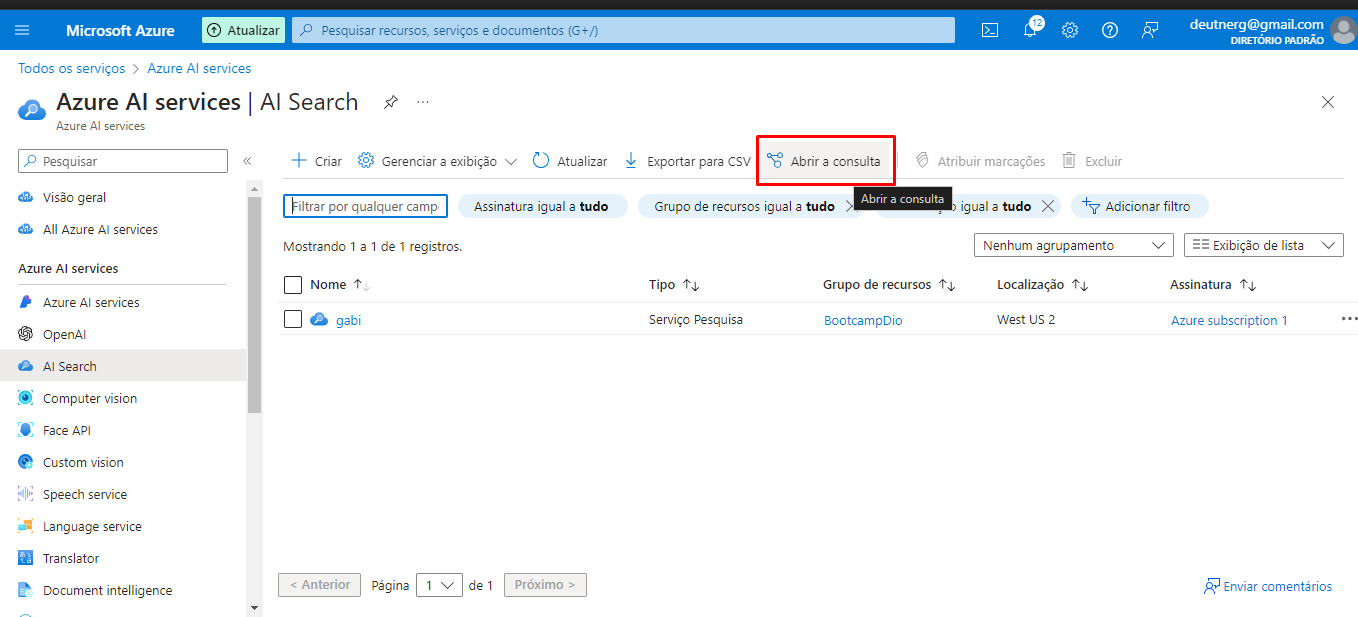 Microsoft Azure
Atualizar
Pesquisar recursos, serviços e documentos (G+/)
12
deutnerg@gmail.com
DIRETÓRIO PADRÃO
Todos os serviços > Azure AI services
Azure AI services | AI Search
...
Azure AI services
Pesquisar
«
Visão geral
All Azure AI services
Azure AI services
Azure AI services
OpenAI
AI Search
Computer vision
Face API
Custom vision
Speech service
Language service
Translator
Document intelligence
Criar
Gerenciar a exibição
Atualizar
Exportar para CSV
Abrir a consulta
Atribuir marcações
Excluir
Filtrar por qualquer camp
Assinatura igual a tudo
Grupo de recursos igual a tudo
Abrir a consulta
igual a tudo
Adicionar filtro
Mostrando 1 a 1 de 1 registros.
Nenhum agrupamento
Exibição de lista
Nome
Tipo
Grupo de recursos
Localização
Assinatura
gabi
Serviço Pesquisa
BootcampDio
West US 2
Azure subscription 1
< Anterior
Página 1 de 1
Próximo >
Enviar comentários